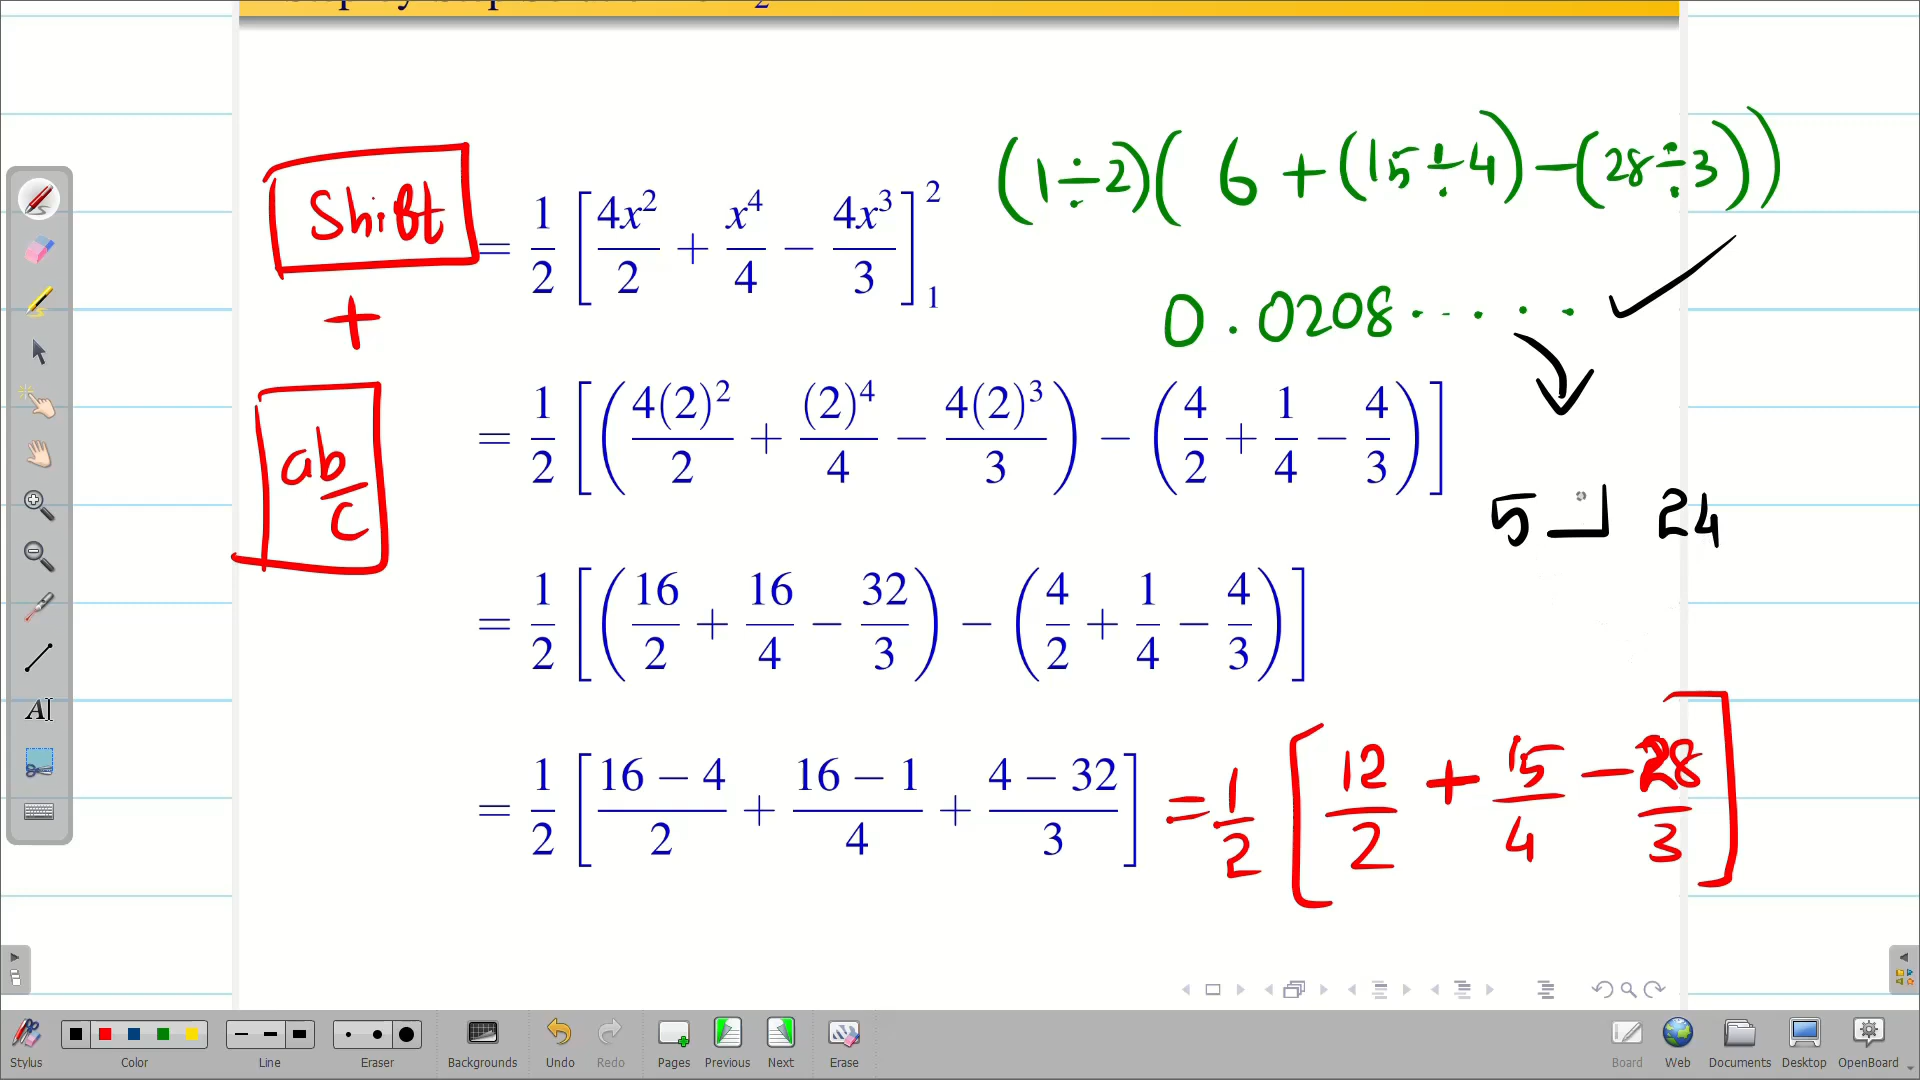 (1÷2)( 6 + (15÷4) − (28÷3))
Shift
= 1/2 [4x²/2 + x⁴/4 − 4x³/3]₁²
+
0.0208......
= 1/2 [(4(2)²/2 + (2)⁴/4 − 4(2)³/3) − (4/2 + 1/4 − 4/3)]
ab/c
5 ⅃ 24
= 1/2 [(16/2 + 16/4 − 32/3) − (4/2 + 1/4 − 4/3)]
= 1/2 [(16 − 4)/2 + (16 − 1)/4 + (4 − 32)/3] = 1/2 [12/2 + 15/4 − 28/3]
A
Stylus Color Line Eraser Backgrounds Undo Redo Pages Previous Next Erase Board Web Documents Desktop OpenBoard